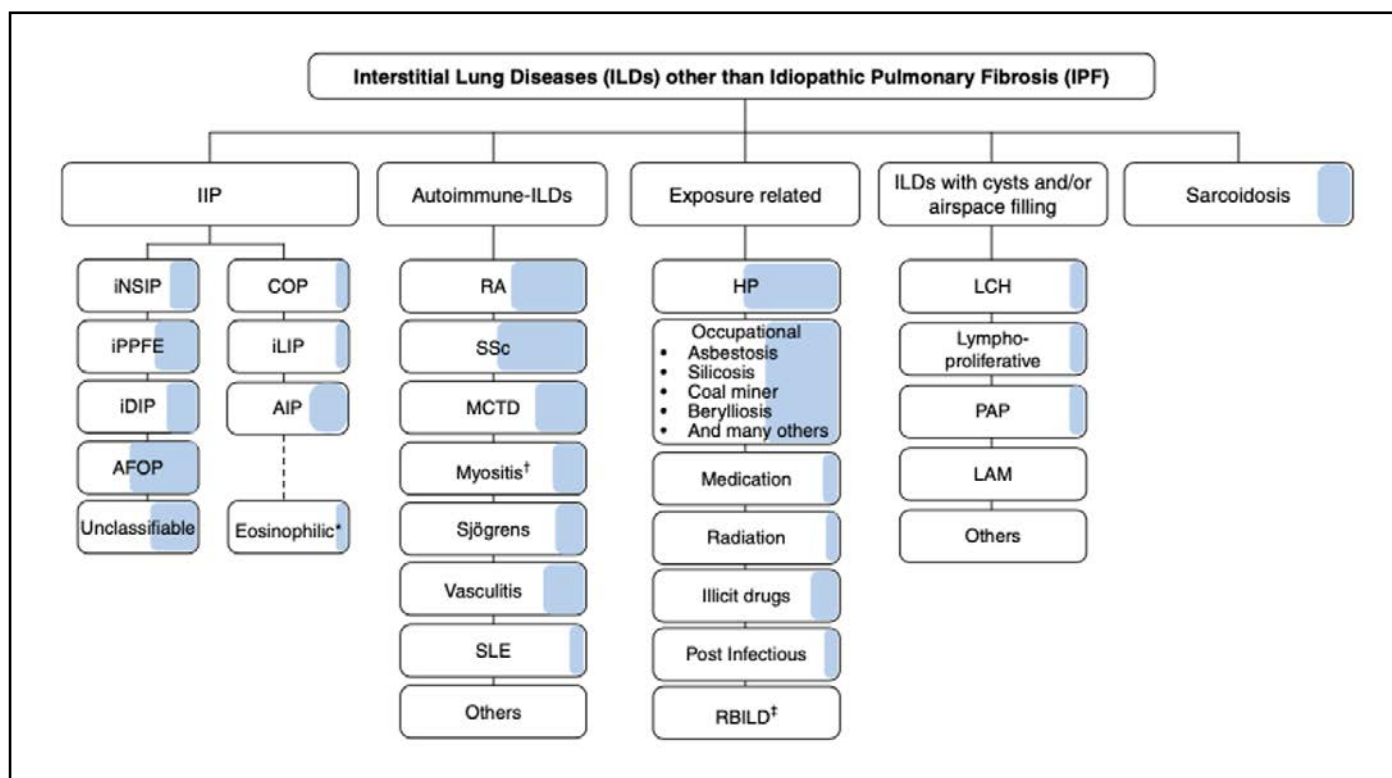 Interstitial Lung Diseases (ILDs) other than Idiopathic Pulmonary Fibrosis (IPF)
IIP
Autoimmune-ILDs
Exposure related
ILDs with cysts and/or
airspace filling
Sarcoidosis
iNSIP
iPPFE
iDIP
AFOP
Unclassifiable
COP
iLIP
AIP
Eosinophilic*
RA
SSc
MCTD
Myositis†
Sjögrens
Vasculitis
SLE
Others
HP
Occupational
• Asbestosis
• Silicosis
• Coal miner
• Berylliosis
• And many others
Medication
Radiation
Illicit drugs
Post Infectious
RBILD‡
LCH
Lympho-
proliferative
PAP
LAM
Others